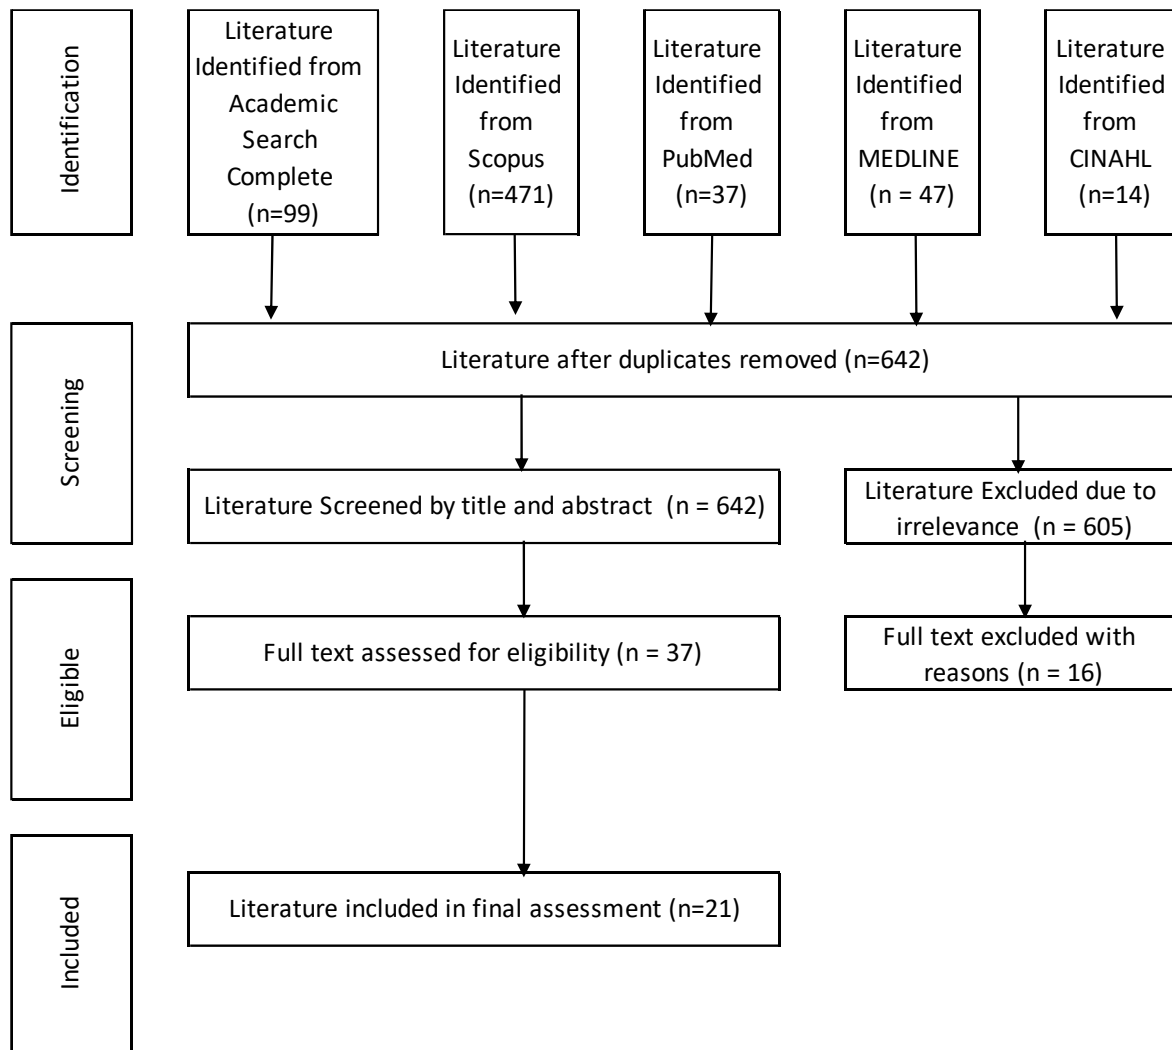 Identification
Literature
Identified from
Academic
Search
Complete
(n=99)
Literature
Identified
from
Scopus
(n=471)
Literature
Identified
from
PubMed
(n=37)
Literature
Identified
from
MEDLINE
(n = 47)
Literature
Identified
from
CINAHL
(n=14)
Screening
Literature after duplicates removed (n=642)
Literature Screened by title and abstract (n = 642)
Literature Excluded due to
irrelevance (n = 605)
Eligible
Full text assessed for eligibility (n = 37)
Full text excluded with
reasons (n = 16)
Included
Literature included in final assessment (n=21)